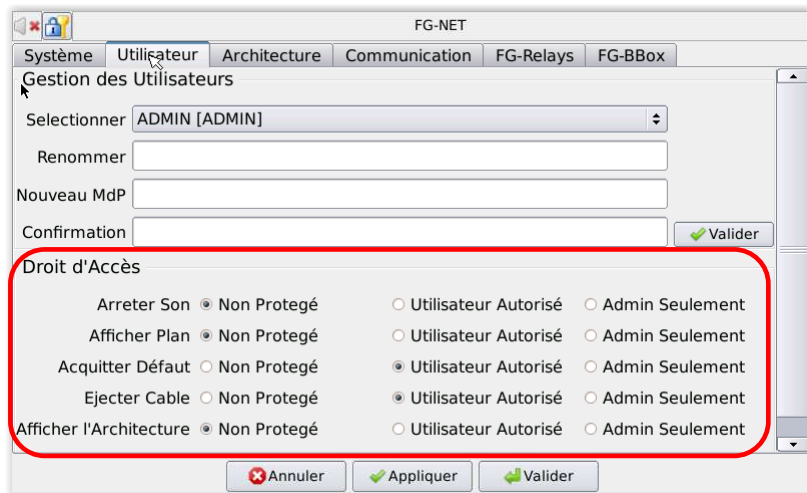 FG-NET
Système Utilisateur Architecture Communication FG-Relays FG-BBox
Gestion des Utilisateurs
Selectionner ADMIN [ADMIN]
Renommer
Nouveau MdP
Confirmation Valider
Droit d'Accès
Arreter Son Non Protegé Utilisateur Autorisé Admin Seulement
Afficher Plan Non Protegé Utilisateur Autorisé Admin Seulement
Acquitter Défaut Non Protegé Utilisateur Autorisé Admin Seulement
Ejecter Cable Non Protegé Utilisateur Autorisé Admin Seulement
Afficher l'Architecture Non Protegé Utilisateur Autorisé Admin Seulement
Annuler Appliquer Valider